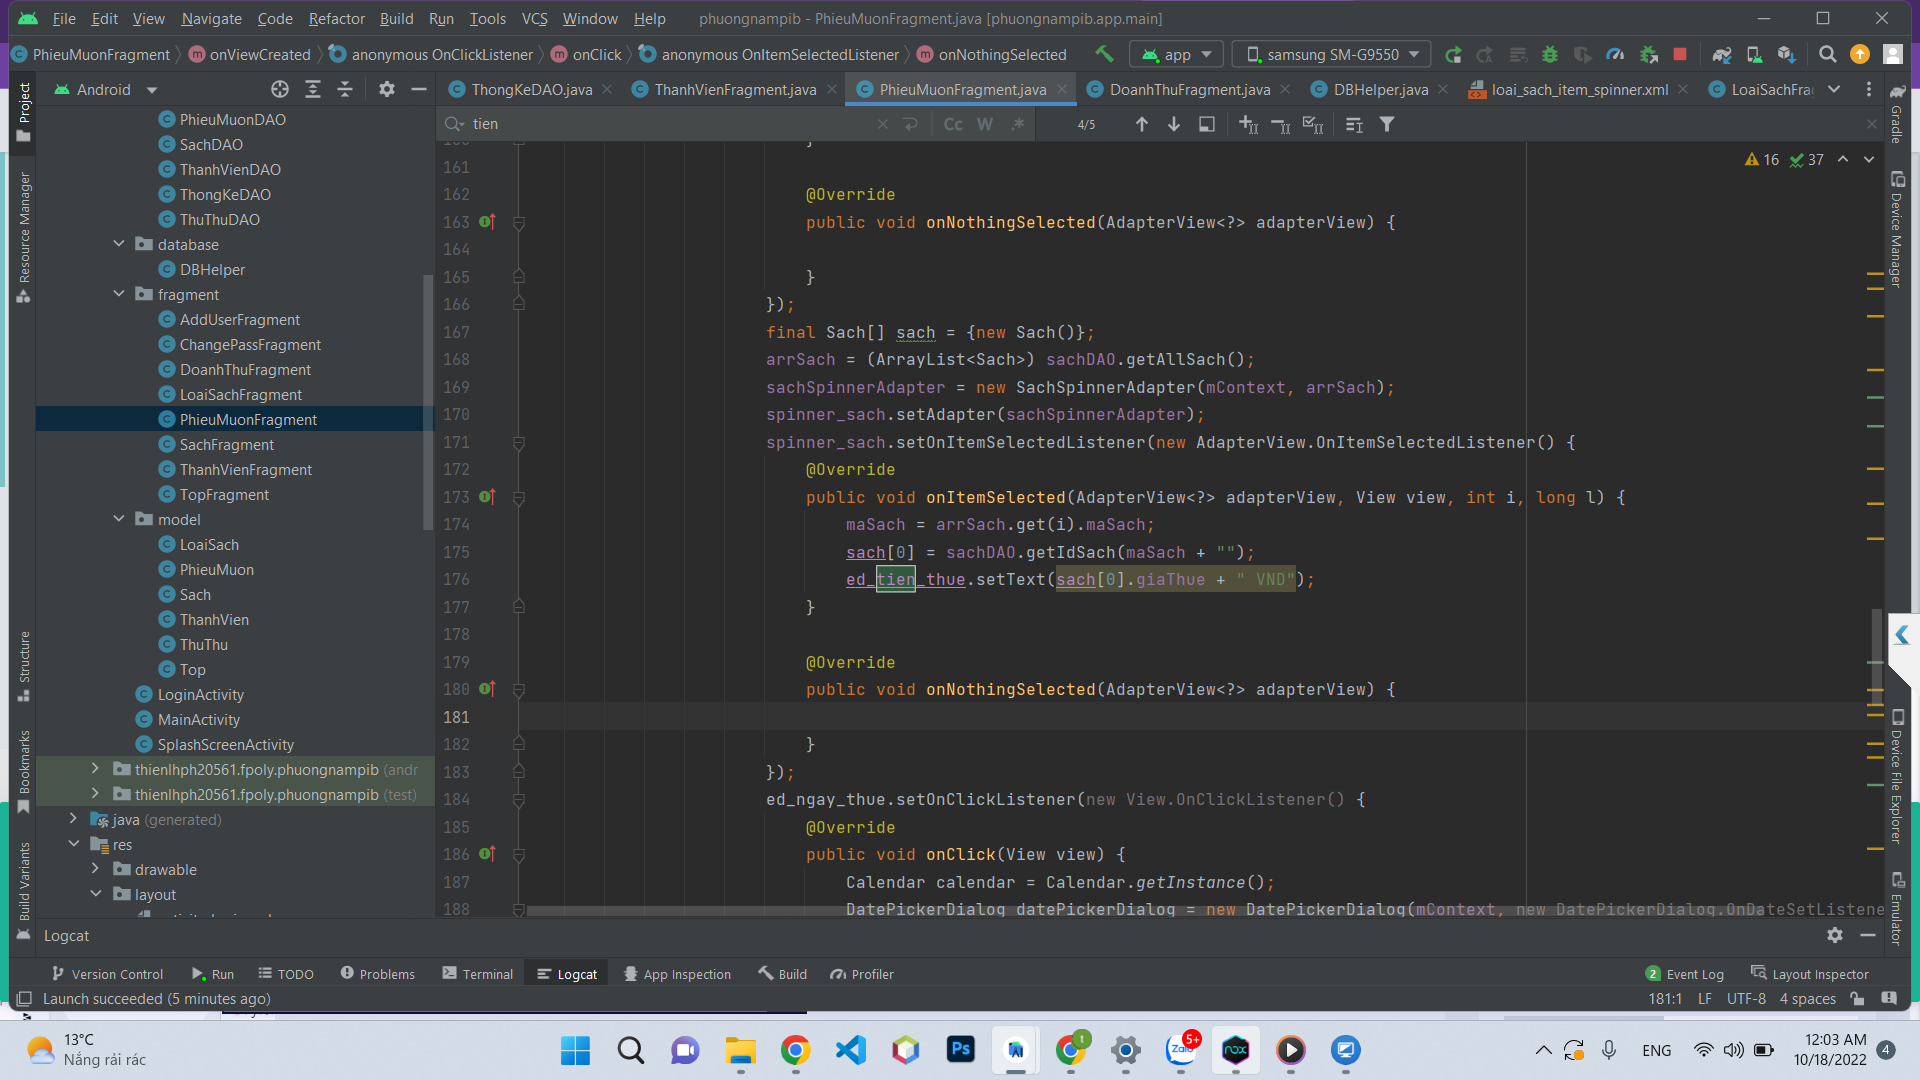 File Edit View Navigate Code Refactor Build Run Tools VCS Window Help phuongnampib - PhieuMuonFragment.java [phuongnampib.app.main]
PhieuMuonFragment onViewCreated anonymous OnClickListener onClick anonymous OnItemSelectedListener onNothingSelected app samsung SM-G9550
Android
ThongKeDAO.java ThanhVienFragment.java PhieuMuonFragment.java DoanhThuFragment.java DBHelper.java loai_sach_item_spinner.xml LoaiSachFra
tien Cc W .* 4/5
16 37
Project
Resource Manager
Structure
Bookmarks
Build Variants
PhieuMuonDAO
SachDAO
ThanhVienDAO
ThongKeDAO
ThuThuDAO
database
DBHelper
fragment
AddUserFragment
ChangePassFragment
DoanhThuFragment
LoaiSachFragment
PhieuMuonFragment
SachFragment
ThanhVienFragment
TopFragment
model
LoaiSach
PhieuMuon
Sach
ThanhVien
ThuThu
Top
LoginActivity
MainActivity
SplashScreenActivity
thienlhph20561.fpoly.phuongnampib (andr
thienlhph20561.fpoly.phuongnampib (test)
java (generated)
res
drawable
layout
161
162 @Override
163 public void onNothingSelected(AdapterView<?> adapterView) {
164
165 }
166 });
167 final Sach[] sach = {new Sach()};
168 arrSach = (ArrayList<Sach>) sachDAO.getAllSach();
169 sachSpinnerAdapter = new SachSpinnerAdapter(mContext, arrSach);
170 spinner_sach.setAdapter(sachSpinnerAdapter);
171 spinner_sach.setOnItemSelectedListener(new AdapterView.OnItemSelectedListener() {
172 @Override
173 public void onItemSelected(AdapterView<?> adapterView, View view, int i, long l) {
174 maSach = arrSach.get(i).maSach;
175 sach[0] = sachDAO.getIdSach(maSach + "");
176 ed_tien_thue.setText(sach[0].giaThue + " VND");
177 }
178
179 @Override
180 public void onNothingSelected(AdapterView<?> adapterView) {
181
182 }
183 });
184 ed_ngay_thue.setOnClickListener(new View.OnClickListener() {
185 @Override
186 public void onClick(View view) {
187 Calendar calendar = Calendar.getInstance();
188 DatePickerDialog datePickerDialog = new DatePickerDialog(mContext, new DatePickerDialog.OnDateSetListene
Gradle
Device Manager
Device File Explorer
Emulator
Logcat
Version Control Run TODO Problems Terminal Logcat App Inspection Build Profiler 2 Event Log Layout Inspector
Launch succeeded (5 minutes ago) 181:1 LF UTF-8 4 spaces
13°C
Nắng rải rác
Ps
Zalo 5+
nox
t
ENG
12:03 AM
10/18/2022
4